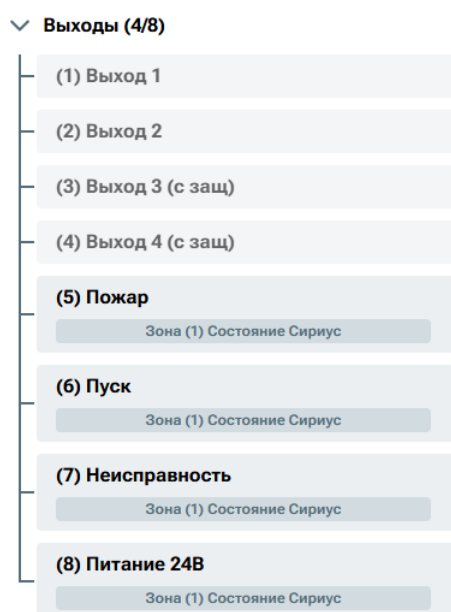 Выходы (4/8)
(1) Выход 1
(2) Выход 2
(3) Выход 3 (с защ)
(4) Выход 4 (с защ)
(5) Пожар
Зона (1) Состояние Сириус
(6) Пуск
Зона (1) Состояние Сириус
(7) Неисправность
Зона (1) Состояние Сириус
(8) Питание 24В
Зона (1) Состояние Сириус